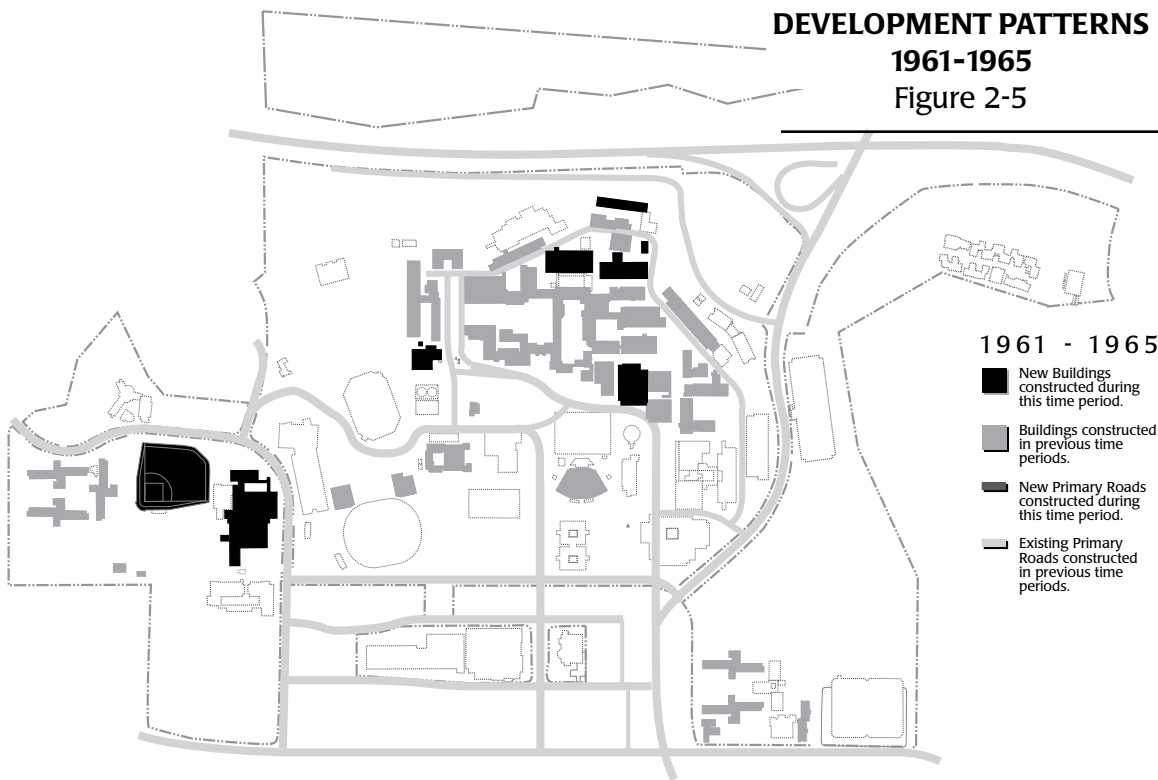 DEVELOPMENT PATTERNS
1961-1965
Figure 2-5
1961 - 1965
New Buildings
constructed during
this time period.
Buildings constructed
in previous time
periods.
New Primary Roads
constructed during
this time period.
Existing Primary
Roads constructed
in previous time
periods.